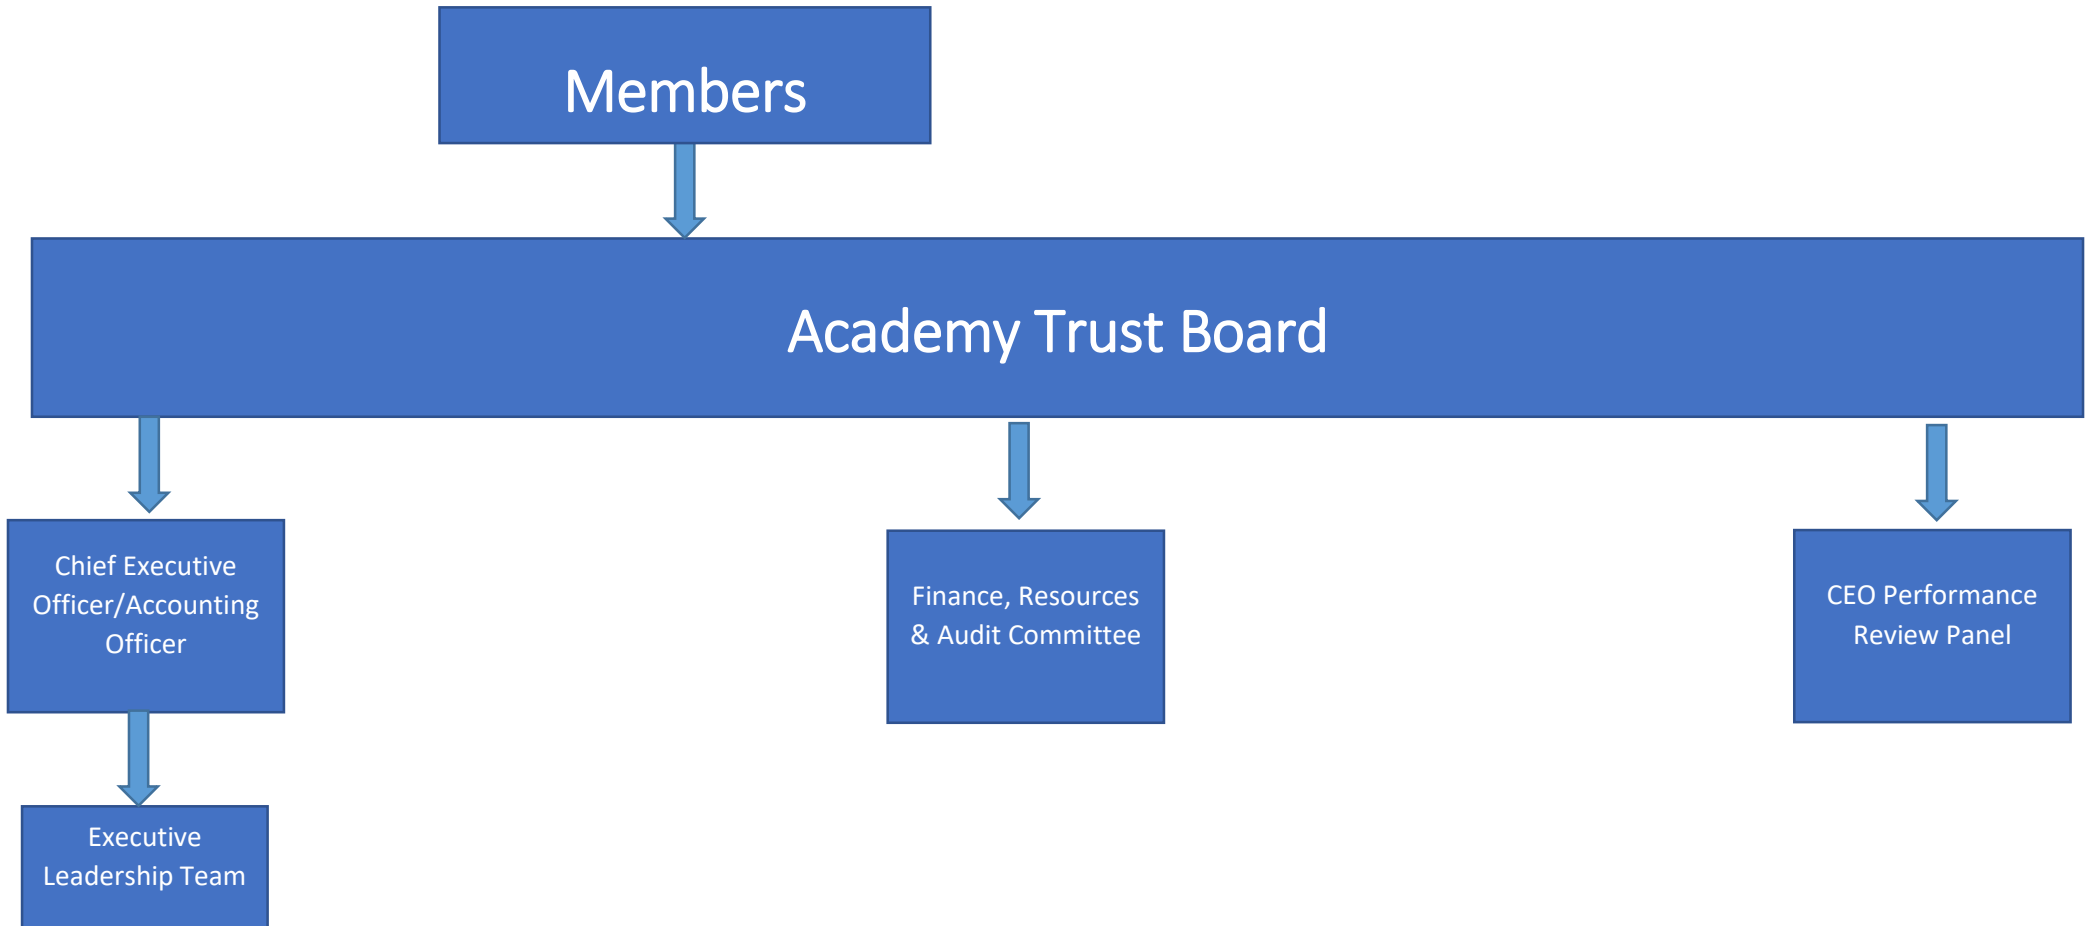 Members
Academy Trust Board
Chief Executive
Officer/Accounting
Officer
Finance, Resources
& Audit Committee
CEO Performance
Review Panel
Executive
Leadership Team